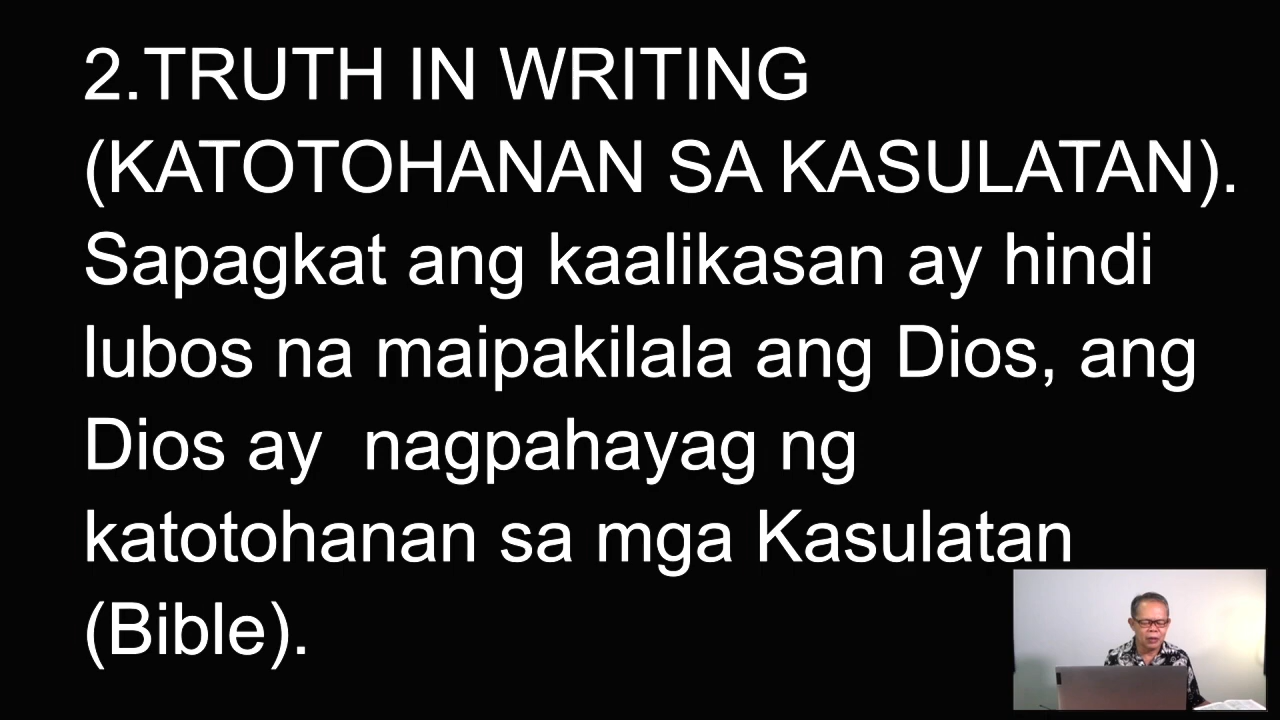 2.TRUTH IN WRITING
(KATOTOHANAN SA KASULATAN).
Sapagkat ang kaalikasan ay hindi
lubos na maipakilala ang Dios, ang
Dios ay  nagpahayag ng
katotohanan sa mga Kasulatan
(Bible).